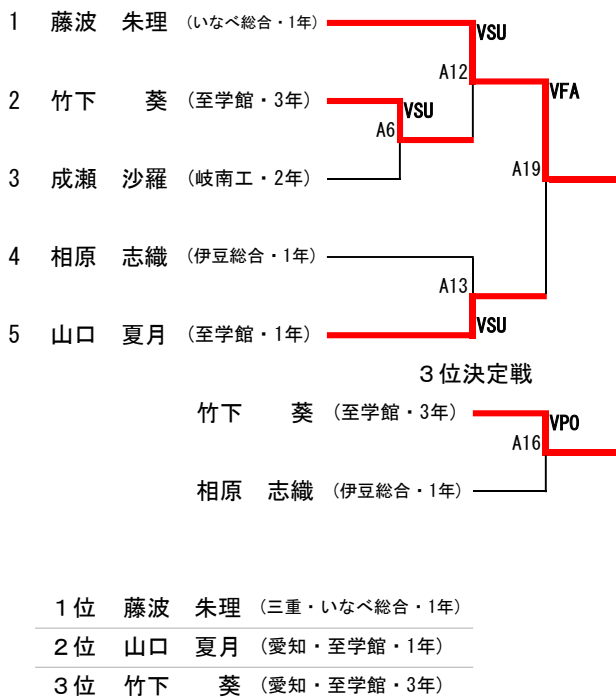 1 藤波 朱理 (いなべ総合・1年)
VSU
A12
2 竹下 葵 (至学館・3年)
VSU
VFA
A6
3 成瀬 沙羅 (岐南工・2年)
A19
4 相原 志織 (伊豆総合・1年)
A13
5 山口 夏月 (至学館・1年)
VSU
3位決定戦
竹下 葵 (至学館・3年)
VPO
A16
相原 志織 (伊豆総合・1年)
1位 藤波 朱理 (三重・いなべ総合・1年)
2位 山口 夏月 (愛知・至学館・1年)
3位 竹下 葵 (愛知・至学館・3年)